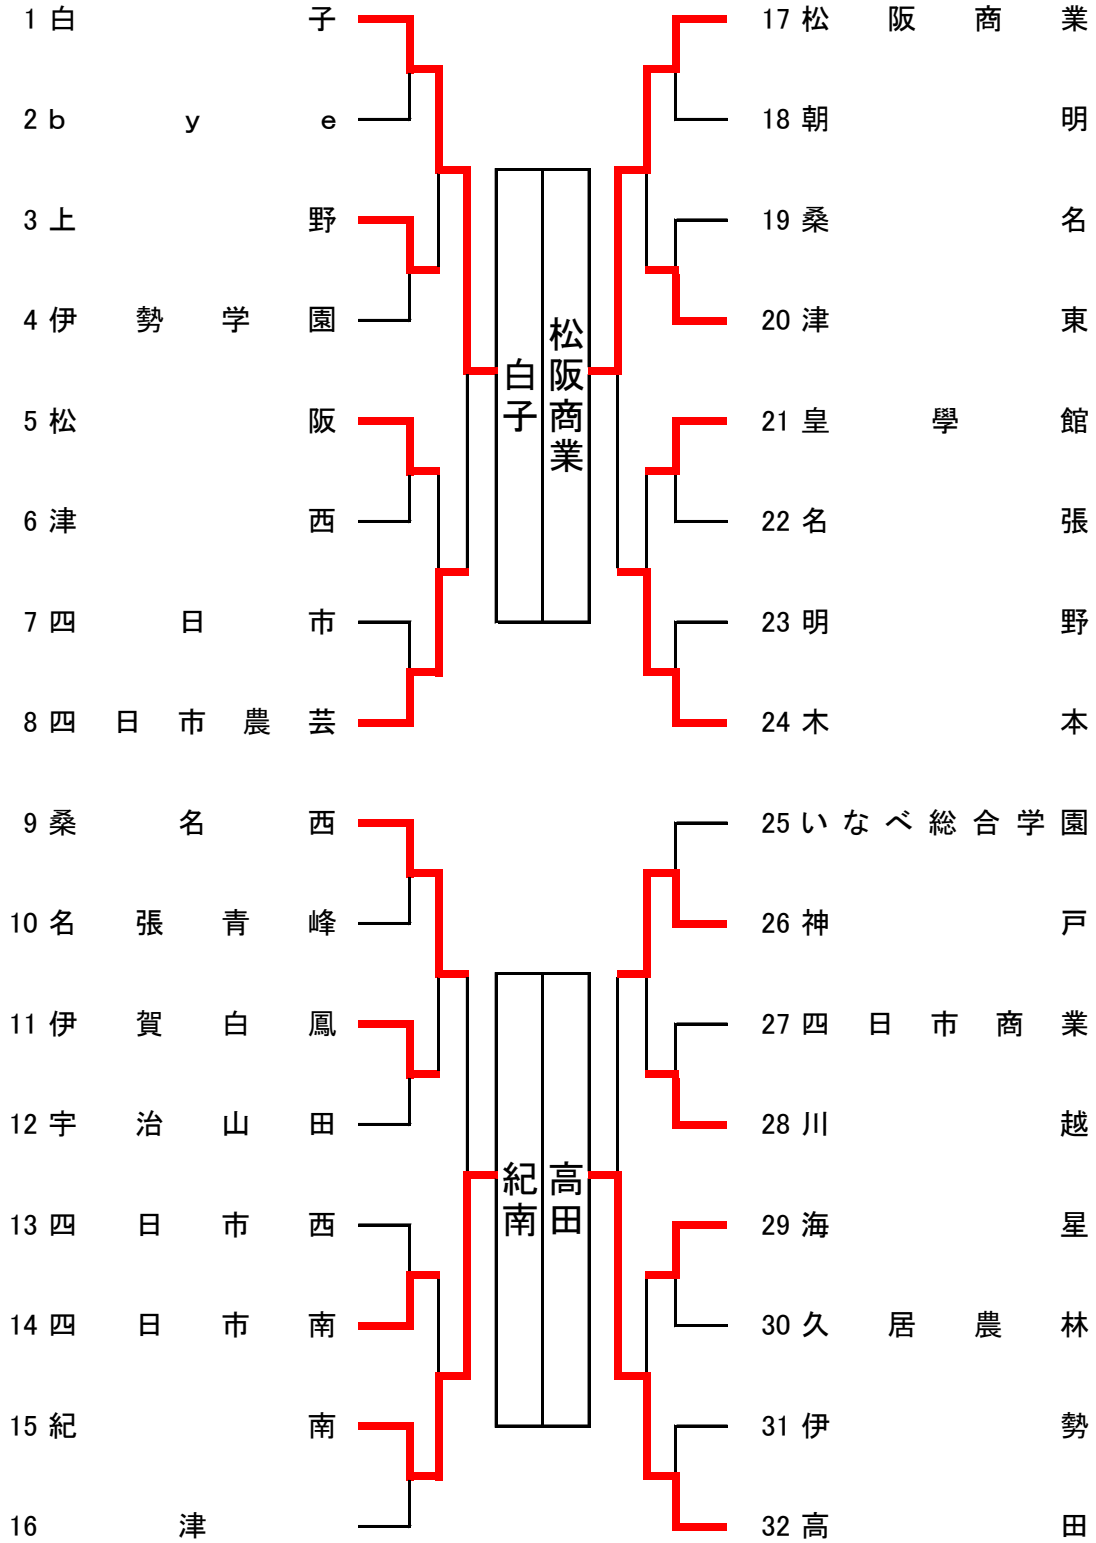 1 白子
2 ｂｙｅ
3 上野
4 伊勢学園
5 松阪
6 津西
7 四日市
8 四日市農芸
9 桑名西
10 名張青峰
11 伊賀白鳳
12 宇治山田
13 四日市西
14 四日市南
15 紀南
16 津
白子
松阪商業
紀南
高田
17 松阪商業
18 朝明
19 桑名
20 津東
21 皇學館
22 名張
23 明野
24 木本
25 いなべ総合学園
26 神戸
27 四日市商業
28 川越
29 海星
30 久居農林
31 伊勢
32 高田